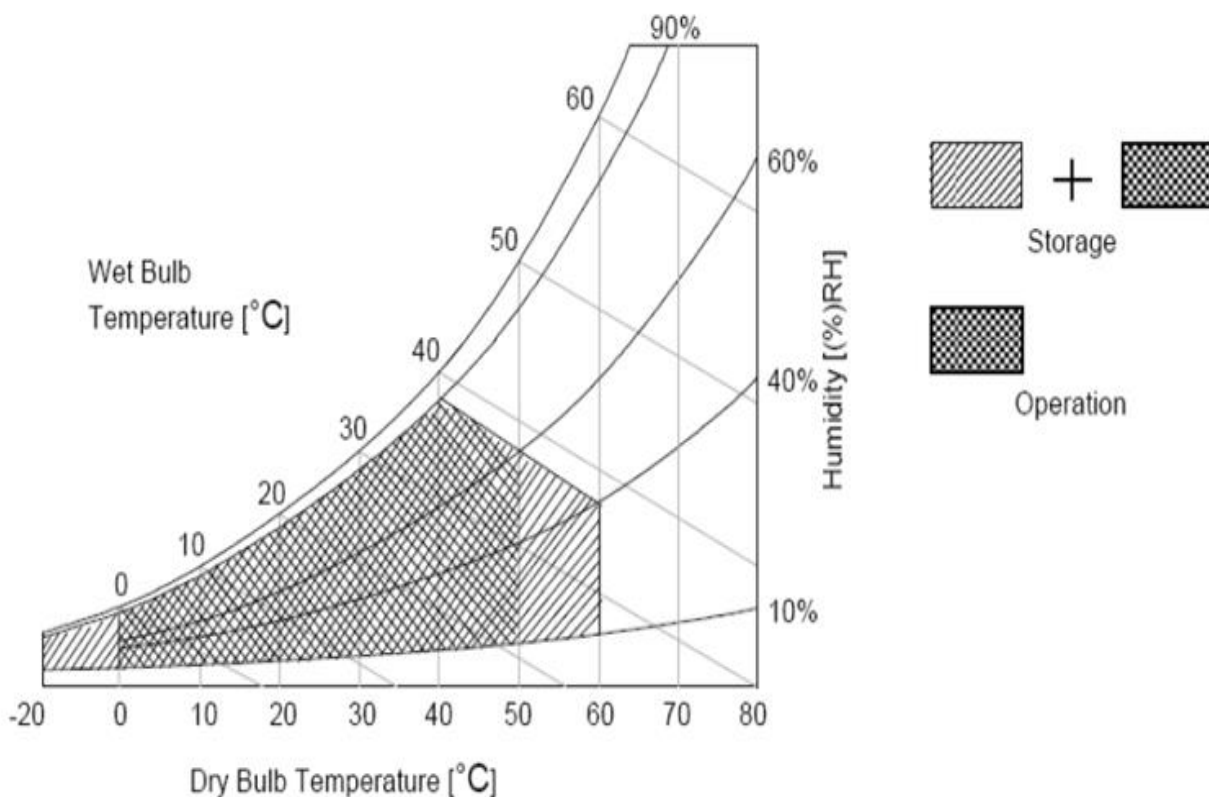 90%
60
60%
50
Wet Bulb
Temperature [°C]
40
40%
30
20
10
0
10%
Humidity [(%)RH]
-20 0 10 20 30 40 50 60 70 80
Dry Bulb Temperature [°C]
+
Storage
Operation